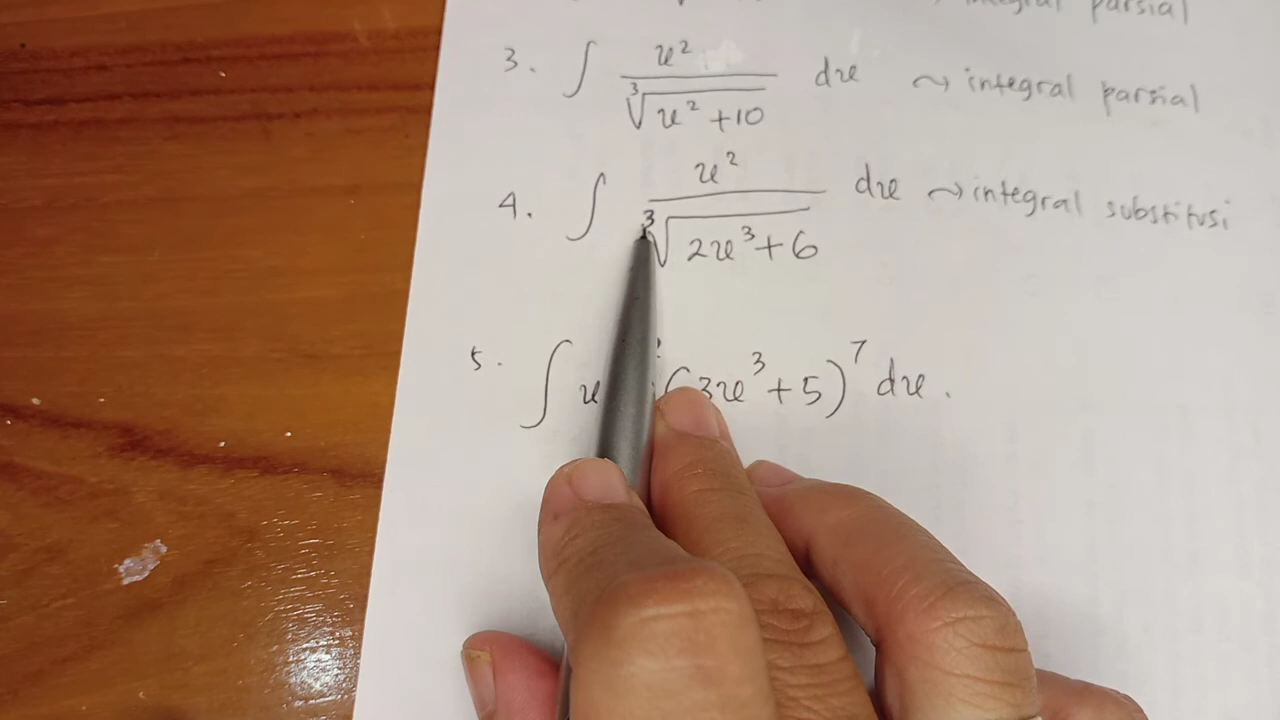 integral parsial
3. ∫ x² / ∛(x² + 10) dx ⤳ integral parsial
4. ∫ x² / ∛(2x³ + 6) dx ⤳ integral substitusi
5. ∫ x (3x³ + 5)⁷ dx.